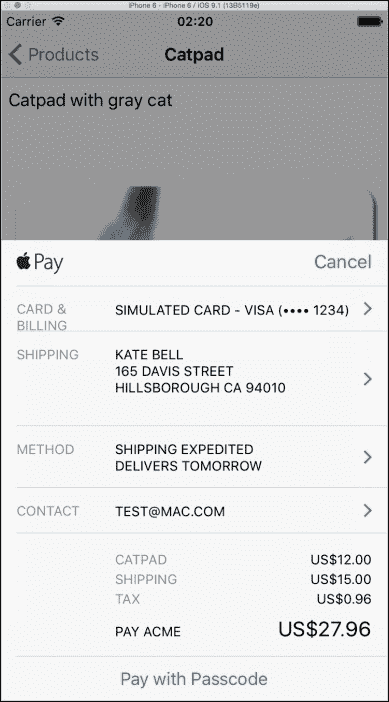 iPhone 6 - iPhone 6 / iOS 9.1 (13B5119e)
Carrier 02:20
Products Catpad
Catpad with gray cat
Pay Cancel
CARD & SIMULATED CARD - VISA (•••• 1234)
BILLING
SHIPPING KATE BELL
165 DAVIS STREET
HILLSBOROUGH CA 94010
METHOD SHIPPING EXPEDITED
DELIVERS TOMORROW
CONTACT TEST@MAC.COM
CATPAD US$12.00
SHIPPING US$15.00
TAX US$0.96
PAY ACME US$27.96
Pay with Passcode